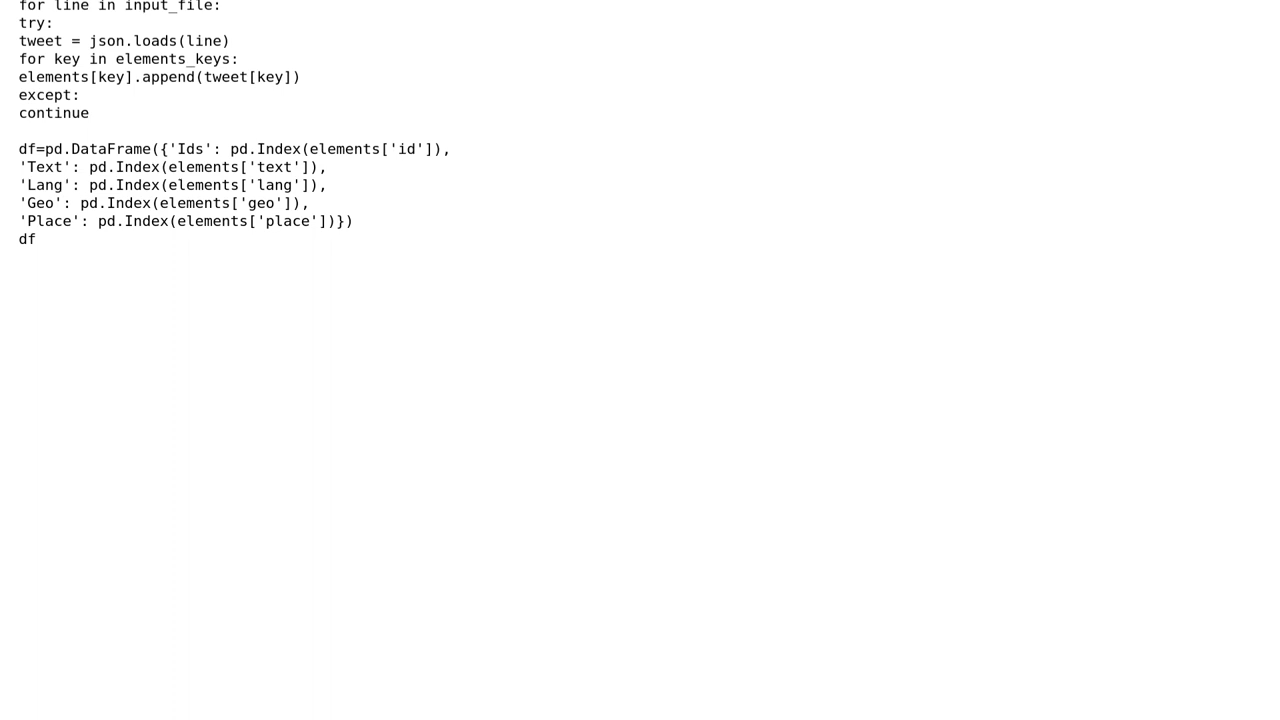 for line in input_file:
try:
tweet = json.loads(line)
for key in elements_keys:
elements[key].append(tweet[key])
except:
continue

df=pd.DataFrame({'Ids': pd.Index(elements['id']),
'Text': pd.Index(elements['text']),
'Lang': pd.Index(elements['lang']),
'Geo': pd.Index(elements['geo']),
'Place': pd.Index(elements['place'])})
df